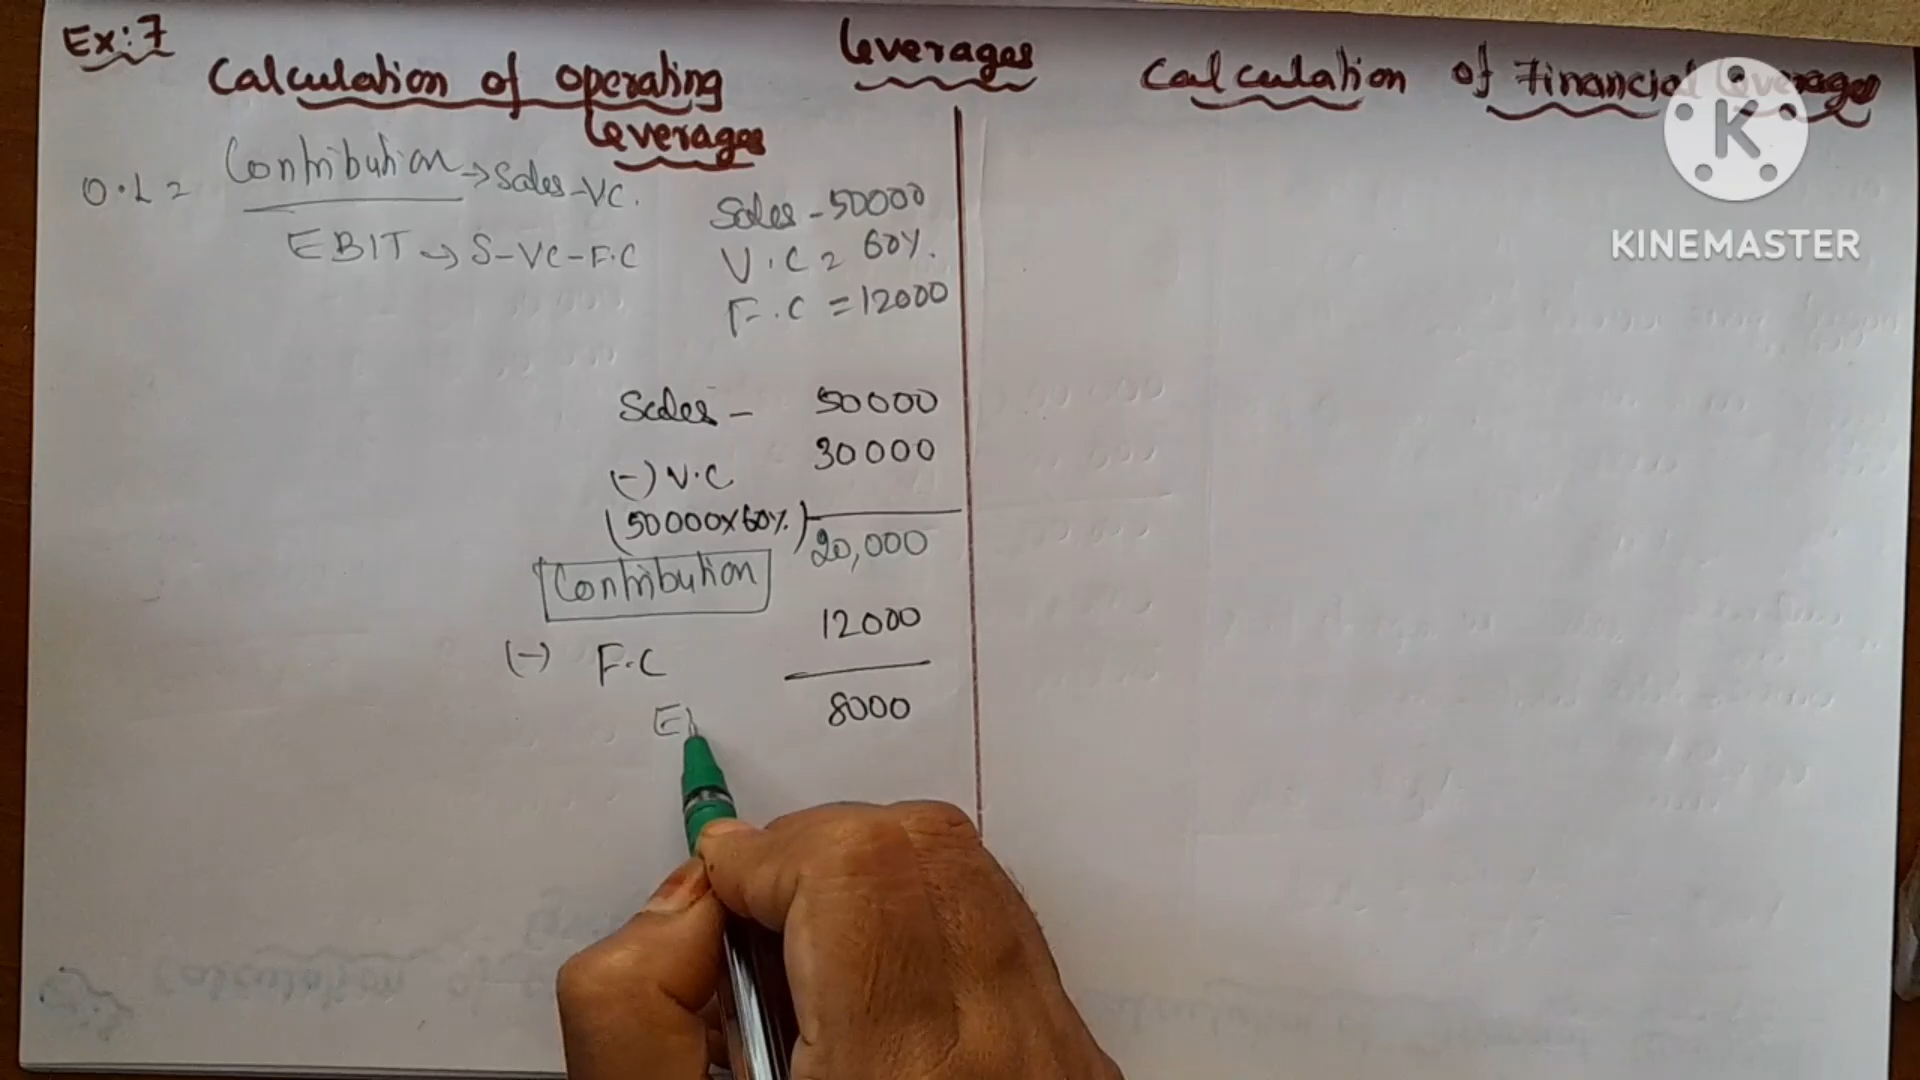 Ex:7
Leverages
Calculation of operating
Leverages
O.L = Contribution → Sales-VC.
EBIT → S-VC-F.C
Sales - 50000
V.C = 60%.
F.C = 12000
Sales - 50000
(-) V.C 30000
(50000x60%)
Contribution 20,000
(-) F.C 12000
8000
Calculation of Financial Leverages
K
KINEMASTER